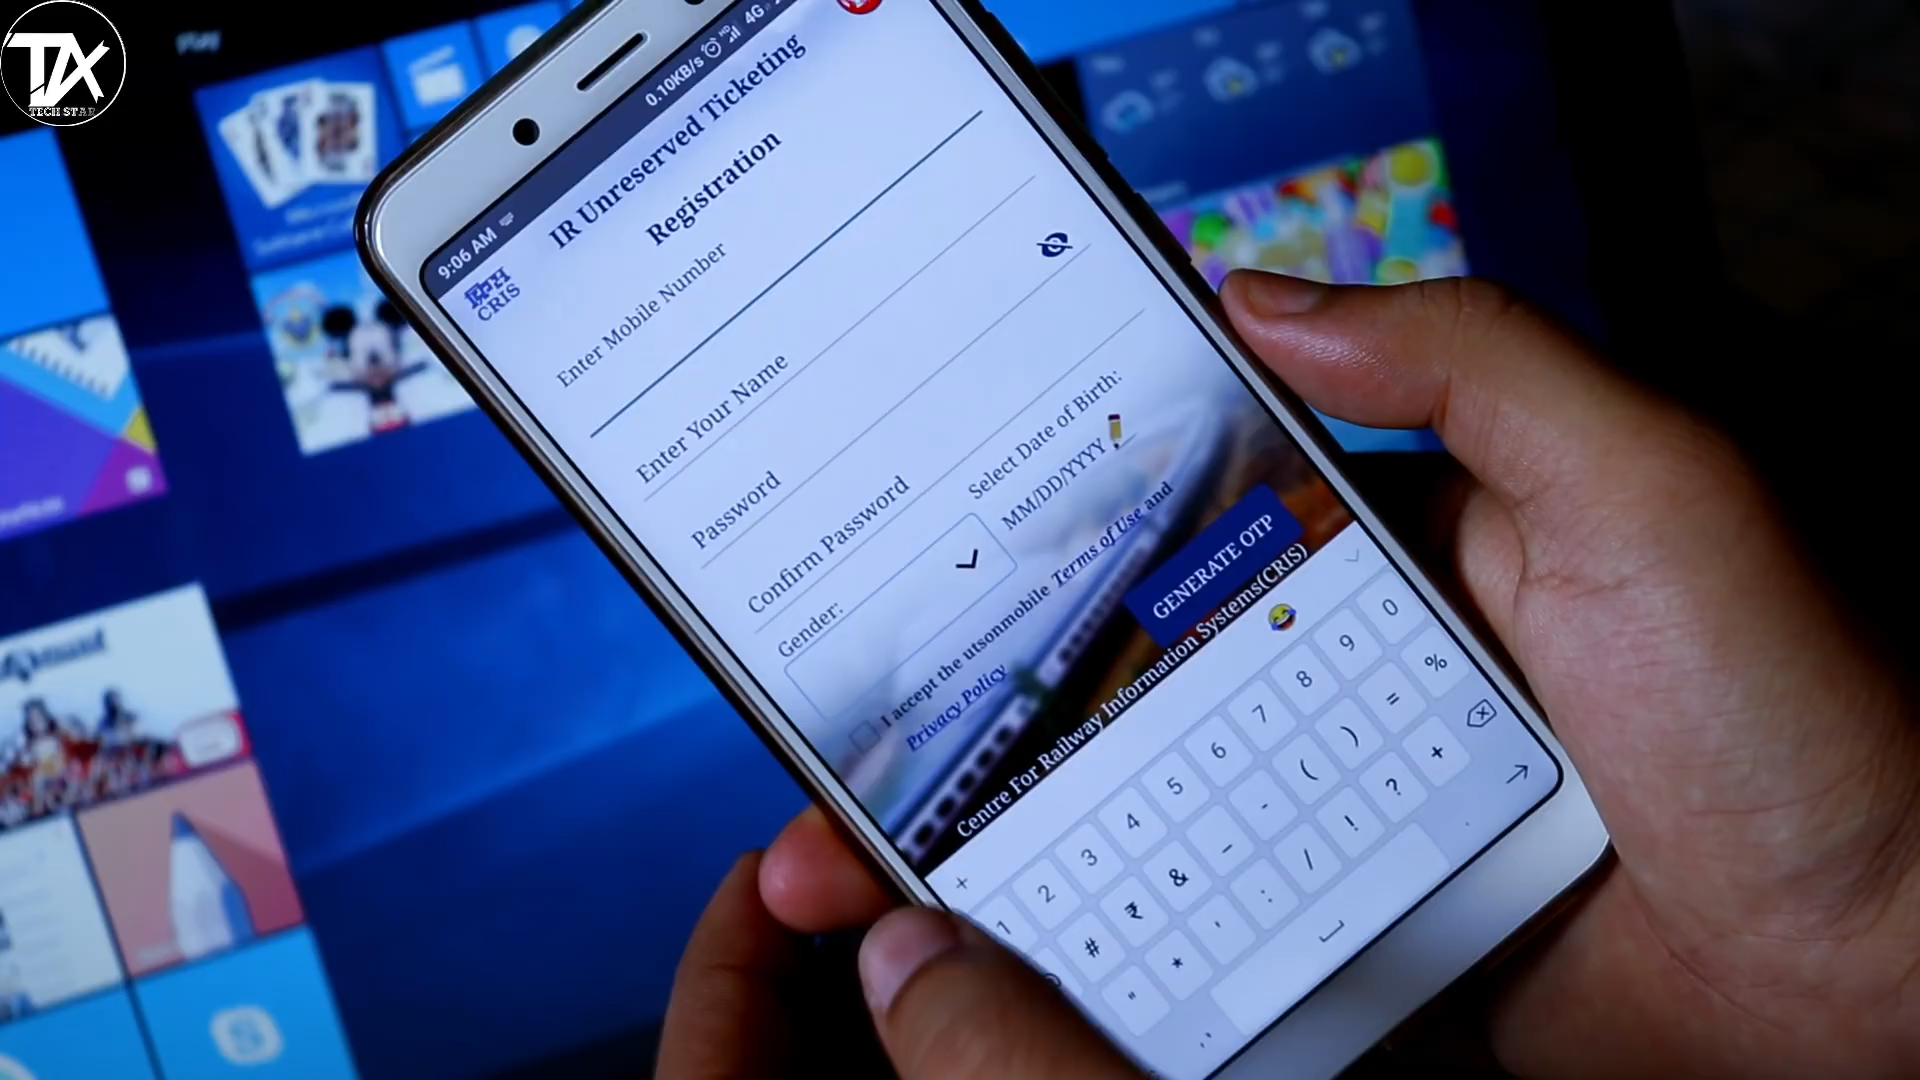 TX
TECH STAR
9:06 AM
0.10KB/s
HD
4G
IR Unreserved Ticketing
Registration
CRIS
Enter Mobile Number
Enter Your Name
Password
Confirm Password
Gender:
Select Date of Birth:
MM/DD/YYYY
I accept the utsonmobile Terms of Use and
Privacy Policy
GENERATE OTP
Centre For Railway Information Systems(CRIS)
+
1 2 3 4 5 6 7 8 9 0
# ₹ & _ - ( ) = %
" * ' : / ! ? +
, .